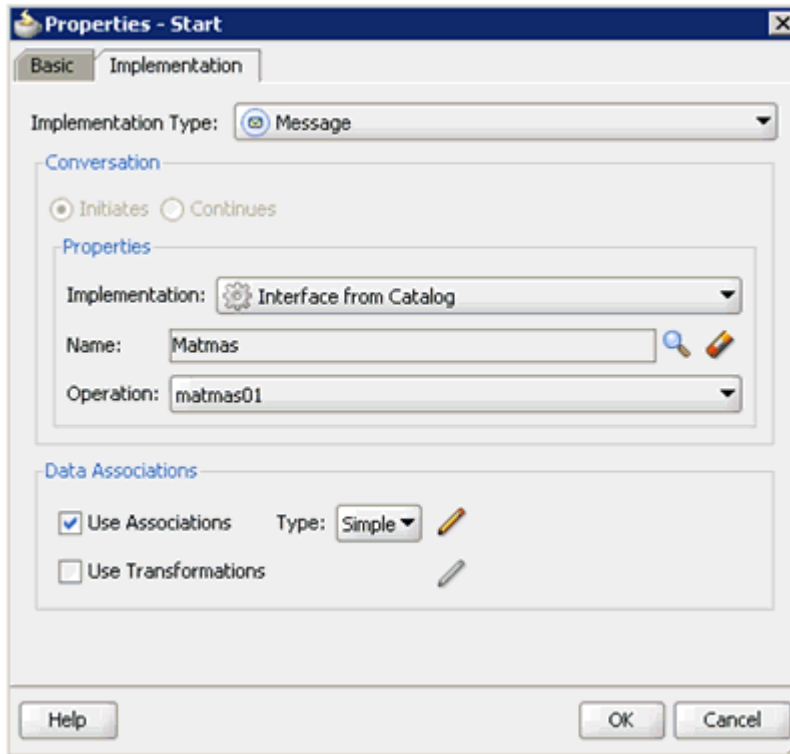 Properties - Start
Basic Implementation
Implementation Type: Message
Conversation
Initiates Continues
Properties
Implementation: Interface from Catalog
Name: Matmas
Operation: matmas01
Data Associations
Use Associations Type: Simple
Use Transformations
Help OK Cancel